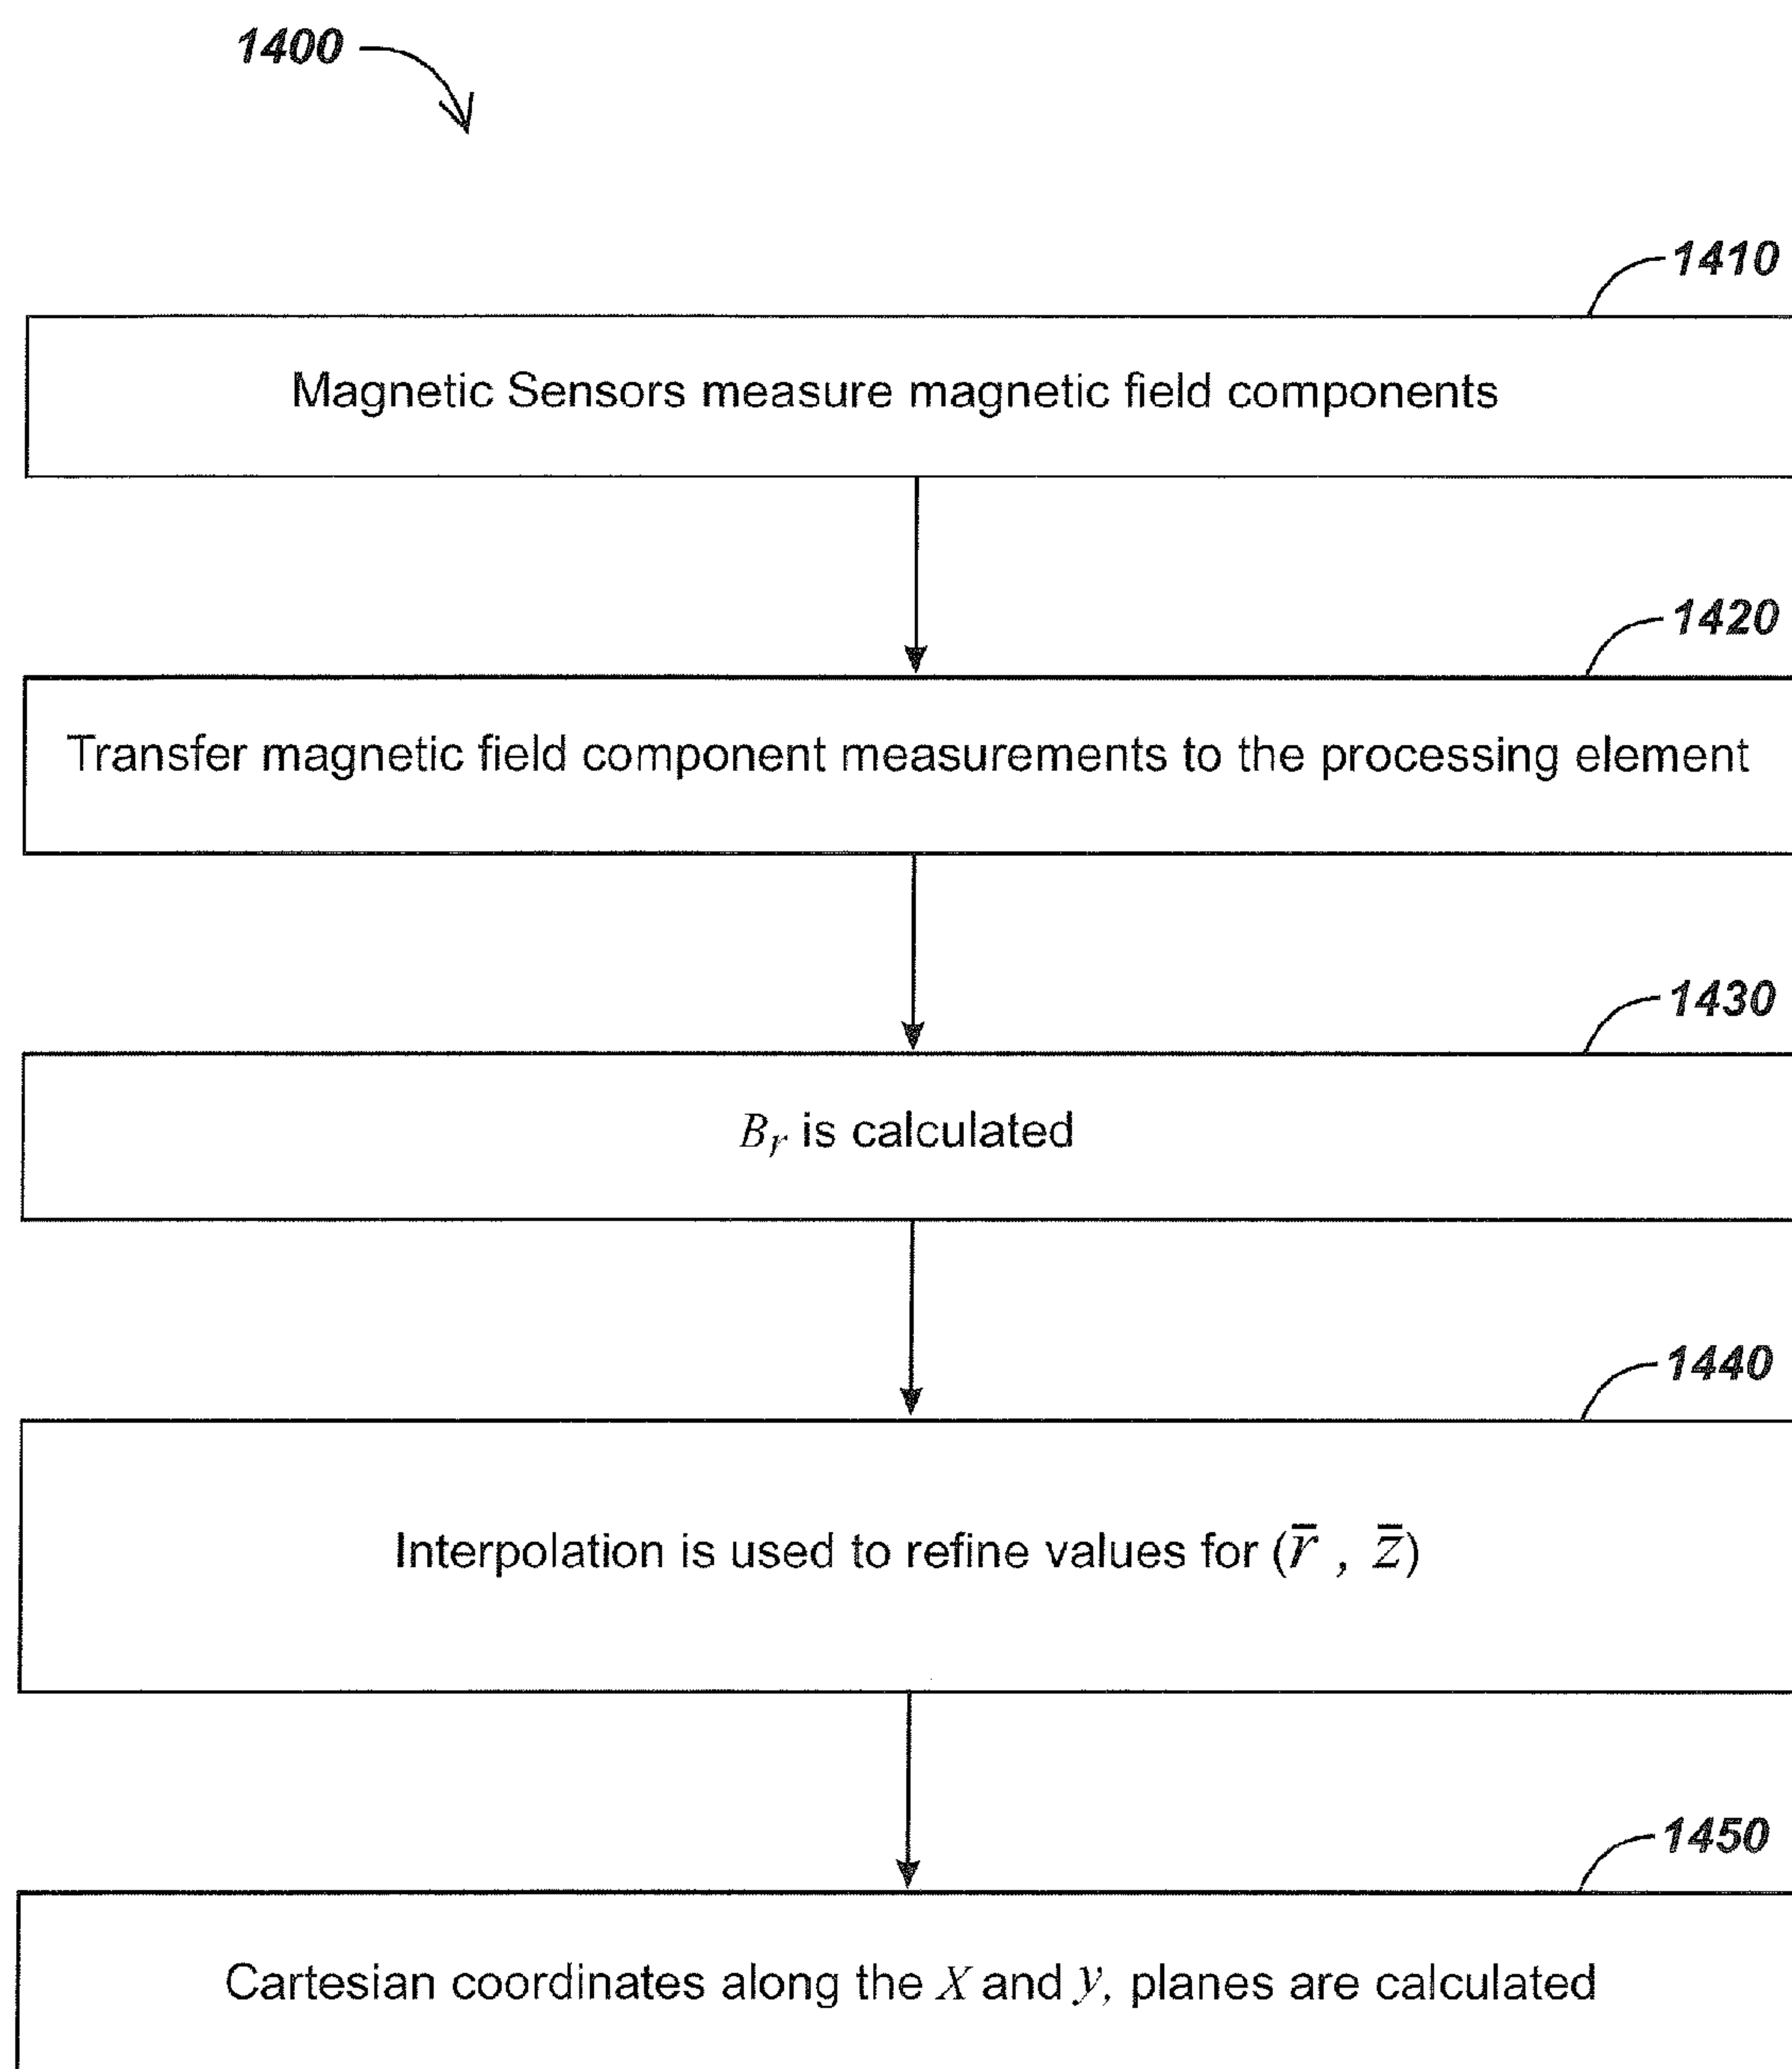 1400
1410
Magnetic Sensors measure magnetic field components
1420
Transfer magnetic field component measurements to the processing element
1430
B_r is calculated
1440
Interpolation is used to refine values for (r̄ , z̄)
1450
Cartesian coordinates along the x and y, planes are calculated